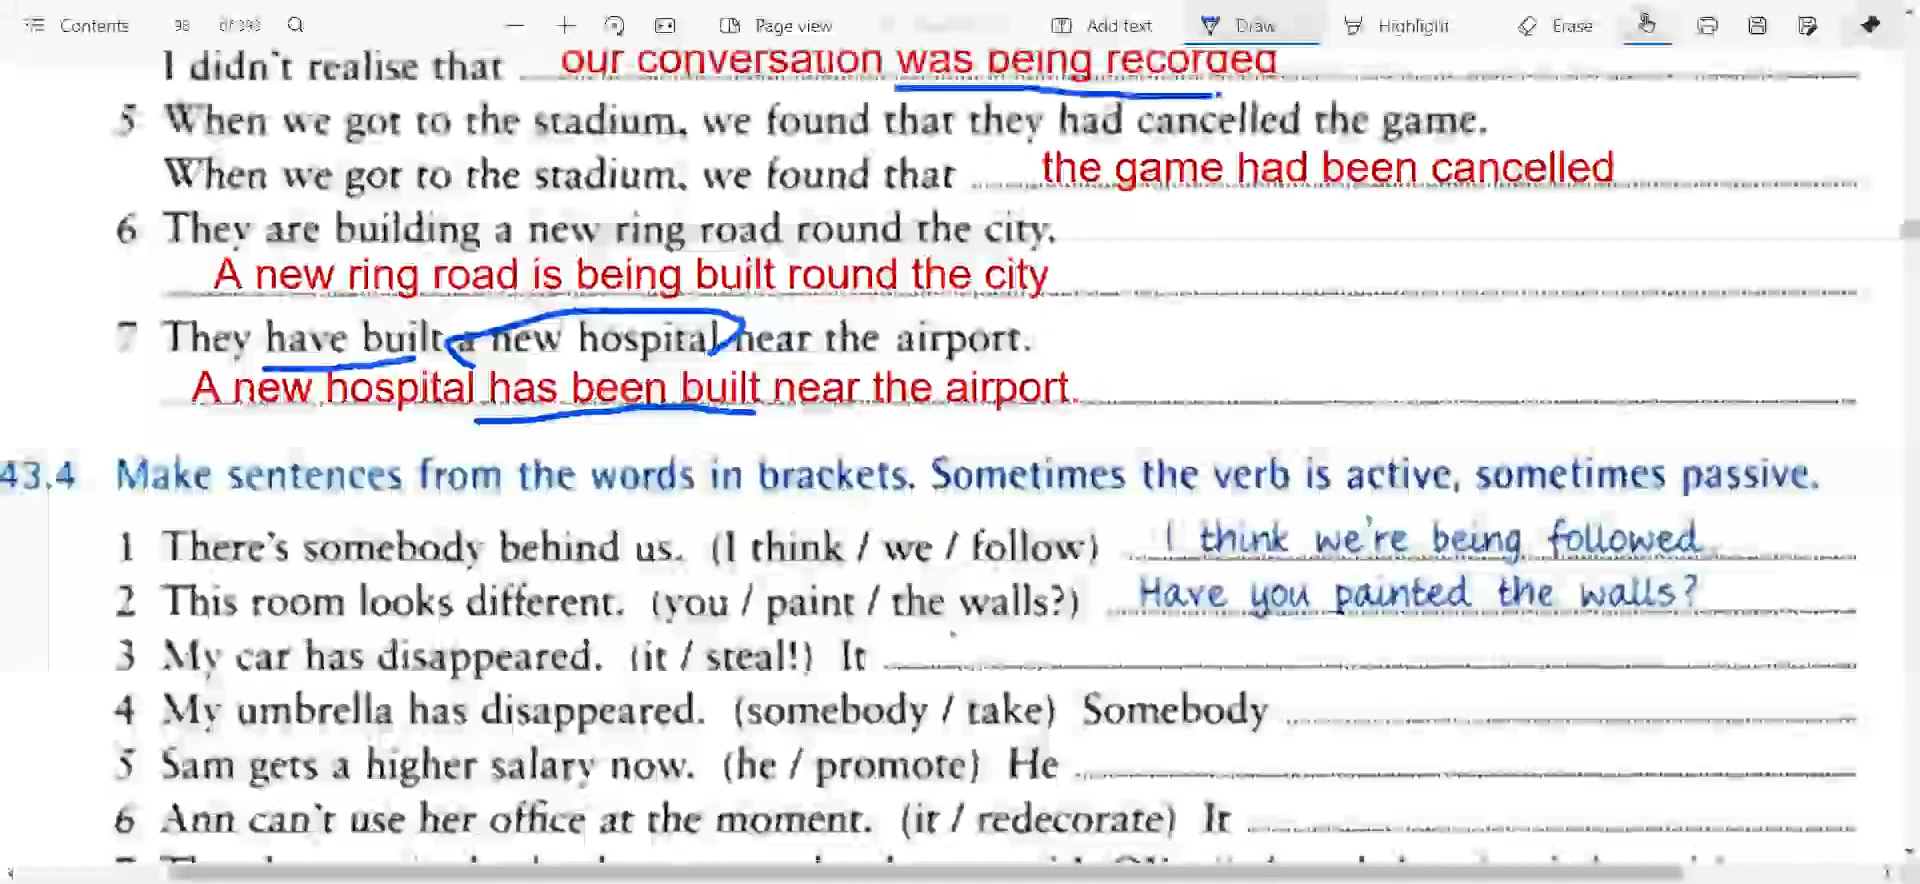 Contents 98 of 393 Page view Add text Draw Highlight Erase
I didn't realise that our conversation was being recorded
5 When we got to the stadium, we found that they had cancelled the game.
When we got to the stadium, we found that the game had been cancelled
6 They are building a new ring road round the city.
A new ring road is being built round the city
7 They have built a new hospital near the airport.
A new hospital has been built near the airport.
43.4 Make sentences from the words in brackets. Sometimes the verb is active, sometimes passive.
1 There's somebody behind us. (I think / we / follow) I think we're being followed.
2 This room looks different. (you / paint / the walls?) Have you painted the walls?
3 My car has disappeared. (it / steal!) It
4 My umbrella has disappeared. (somebody / take) Somebody
5 Sam gets a higher salary now. (he / promote) He
6 Ann can't use her office at the moment. (it / redecorate) It